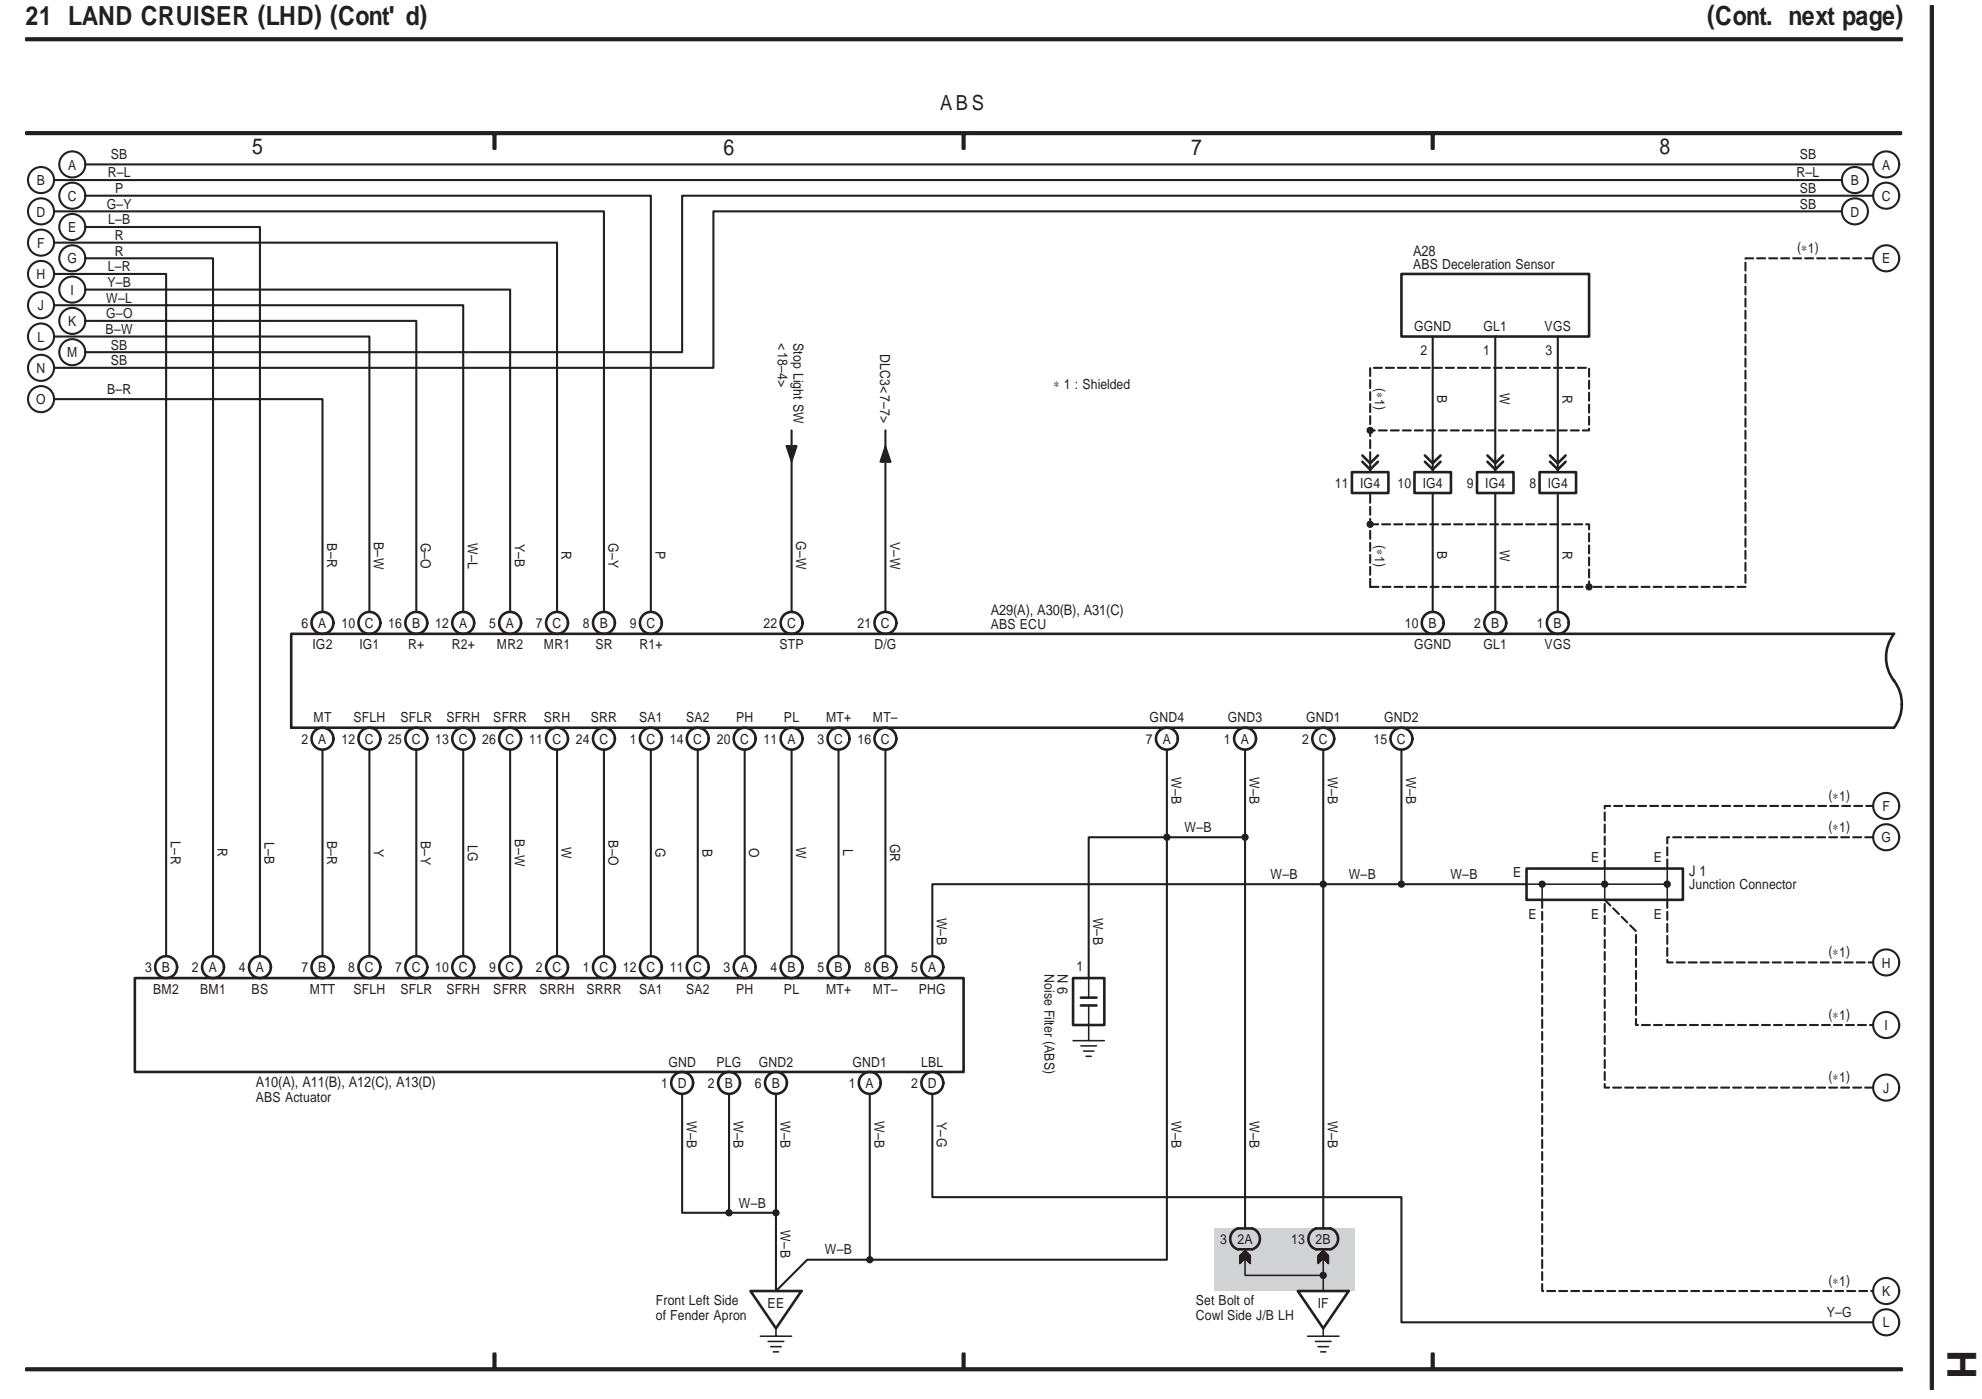 21 LAND CRUISER (LHD) (Cont' d)
(Cont. next page)
ABS
5 6 7 8
A SB SB A
B R–L R–L B
C P SB C
D G–Y SB D
E L–B
F R
G R
H L–R
I Y–B
J W–L
K G–O
L B–W
M SB
N SB
O B–R
(*1) E
A28
ABS Deceleration Sensor
GGND GL1 VGS
2 1 3
Stop Light SW
<18–4>
DLC3<7–7>
* 1 : Shielded
(*1) B W R
11 IG4 10 IG4 9 IG4 8 IG4
(*1) B W R
B–R B–W G–O W–L Y–B R G–Y P G–W V–W
A29(A), A30(B), A31(C)
ABS ECU
6 A 10 C 16 B 12 A 5 A 7 C 8 B 9 C 22 C 21 C 10 B 2 B 1 B
IG2 IG1 R+ R2+ MR2 MR1 SR R1+ STP D/G GGND GL1 VGS
MT SFLH SFLR SFRH SFRR SRH SRR SA1 SA2 PH PL MT+ MT– GND4 GND3 GND1 GND2
2 A 12 C 25 C 13 C 26 C 11 C 24 C 1 C 14 C 20 C 11 A 3 C 16 C 7 A 1 A 2 C 15 C
W–B W–B W–B W–B
(*1) F
W–B (*1) G
L–R R L–B B–R Y B–Y LG B–W W B–O G B O W L GR
W–B W–B W–B E E E
J 1
Junction Connector
E E E
W–B W–B
(*1) H
3 B 2 A 4 A 7 B 8 C 7 C 10 C 9 C 2 C 1 C 12 C 11 C 3 A 4 B 5 B 8 B 5 A 1
BM2 BM1 BS MTT SFLH SFLR SFRH SFRR SRRH SRRR SA1 SA2 PH PL MT+ MT– PHG
N 6
Noise Filter (ABS)
(*1) I
GND PLG GND2 GND1 LBL
1 D 2 B 6 B 1 A 2 D
A10(A), A11(B), A12(C), A13(D)
ABS Actuator
(*1) J
W–B W–B W–B W–B Y–G W–B W–B W–B
W–B
W–B
W–B
3 2A 13 2B
(*1) K
Front Left Side
of Fender Apron
EE
Set Bolt of
Cowl Side J/B LH
IF
Y–G L
H